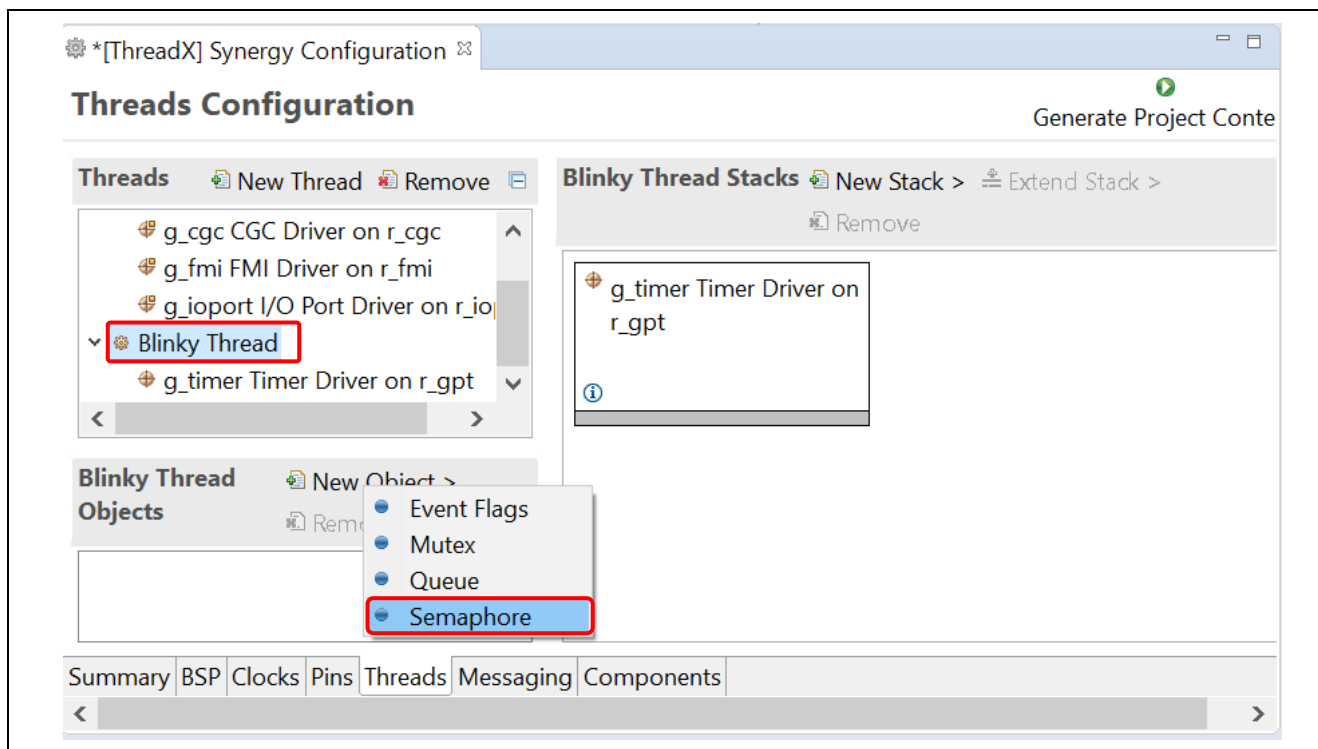 *[ThreadX] Synergy Configuration
Threads Configuration
Generate Project Conte
Threads New Thread Remove
g_cgc CGC Driver on r_cgc
g_fmi FMI Driver on r_fmi
g_ioport I/O Port Driver on r_io
Blinky Thread
g_timer Timer Driver on r_gpt
Blinky Thread Stacks New Stack > Extend Stack >
Remove
g_timer Timer Driver on
r_gpt
Blinky Thread
Objects
New Object >
Remo
Event Flags
Mutex
Queue
Semaphore
Summary BSP Clocks Pins Threads Messaging Components